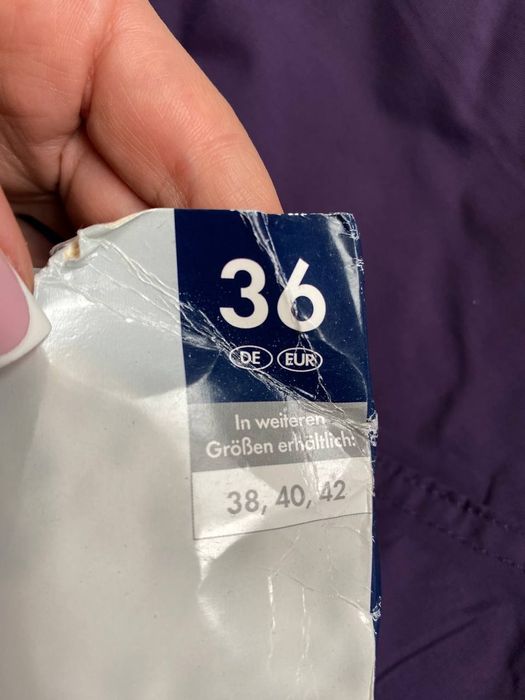 36
DE EUR
In weiteren
Größen erhältlich:
38, 40, 42